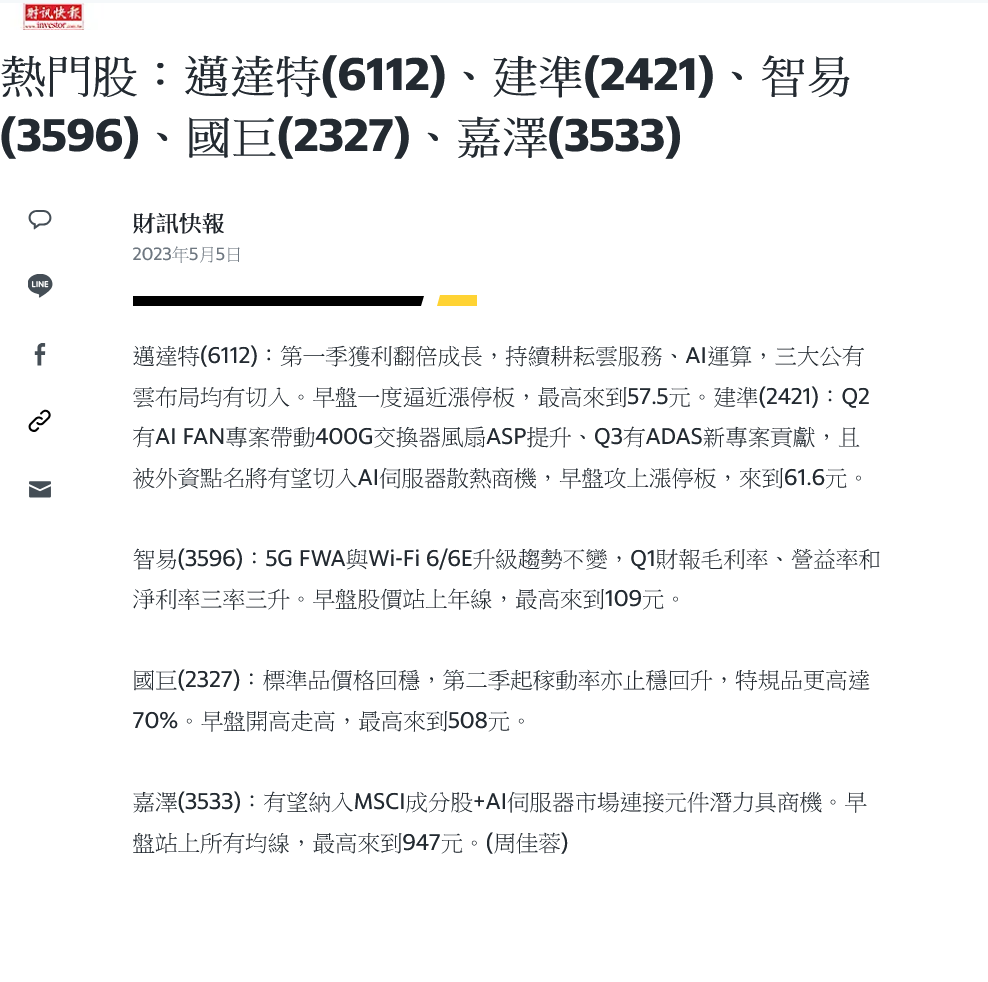 財訊快報
www.investor.com.tw
熱門股：邁達特(6112)、建準(2421)、智易
(3596)、國巨(2327)、嘉澤(3533)
財訊快報
2023年5月5日
LINE
邁達特(6112)：第一季獲利翻倍成長，持續耕耘雲服務、AI運算，三大公有
雲布局均有切入。早盤一度逼近漲停板，最高來到57.5元。建準(2421)：Q2
有AI FAN專案帶動400G交換器風扇ASP提升、Q3有ADAS新專案貢獻，且
被外資點名將有望切入AI伺服器散熱商機，早盤攻上漲停板，來到61.6元。
智易(3596)：5G FWA與Wi-Fi 6/6E升級趨勢不變，Q1財報毛利率、營益率和
淨利率三率三升。早盤股價站上年線，最高來到109元。
國巨(2327)：標準品價格回穩，第二季起稼動率亦止穩回升，特規品更高達
70%。早盤開高走高，最高來到508元。
嘉澤(3533)：有望納入MSCI成分股+AI伺服器市場連接元件潛力具商機。早
盤站上所有均線，最高來到947元。(周佳蓉)